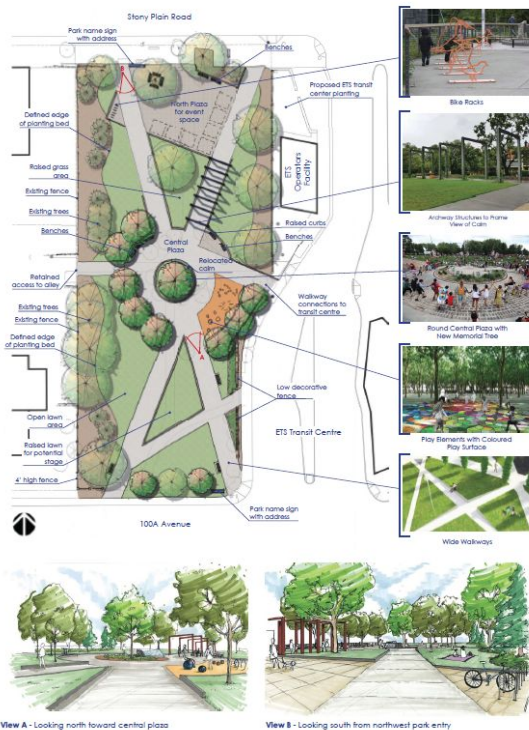 Stony Plain Road
Park name sign
with address
Benches
Proposed ETS transit
center planting
North Plaza
for event
space
Defined edge
of planting bed
Raised grass
area
ETS
Operators
Facility
Existing fence
Existing trees
Benches
Raised curbs
Benches
Central
Plaza
Relocated
cairn
Retained
access to alley
Walkway
connections to
transit centre
Existing trees
Existing fence
Defined edge
of planting bed
A
Low decorative
fence
Open lawn
area
ETS Transit Centre
Raised lawn
for potential
stage
4' high fence
Park name sign
with address
100A Avenue
Bike Racks
Archway Structures to Frame
View of Cairn
Round Central Plaza with
New Memorial Tree
Play Elements with Coloured
Play Surface
Wide Walkways
View A - Looking north toward central plaza
View B - Looking south from northwest park entry